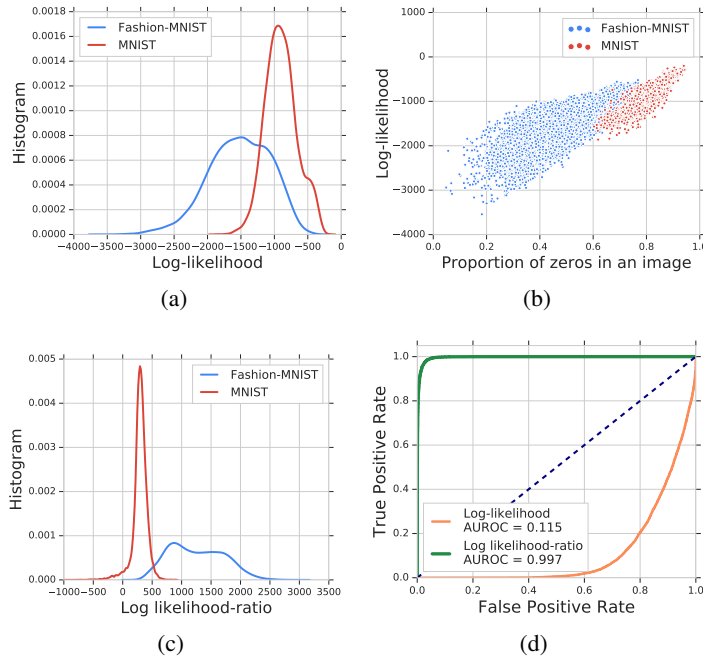 0.0018
0.0016
0.0014
0.0012
0.0010
0.0008
0.0006
0.0004
0.0002
0.0000
Histogram
Fashion-MNIST
MNIST
−4000−3500−3000−2500−2000−1500−1000 −500 0
Log-likelihood
(a)
1000
0
−1000
−2000
−3000
−4000
Log-likelihood
Fashion-MNIST
MNIST
0.0 0.2 0.4 0.6 0.8 1.0
Proportion of zeros in an image
(b)
0.005
0.004
0.003
0.002
0.001
0.000
Histogram
Fashion-MNIST
MNIST
−1000 −500 0 500 1000 1500 2000 2500 3000 3500
Log likelihood-ratio
(c)
1.0
0.8
0.6
0.4
0.2
0.0
True Positive Rate
Log-likelihood
AUROC = 0.115
Log likelihood-ratio
AUROC = 0.997
0.0 0.2 0.4 0.6 0.8 1.0
False Positive Rate
(d)